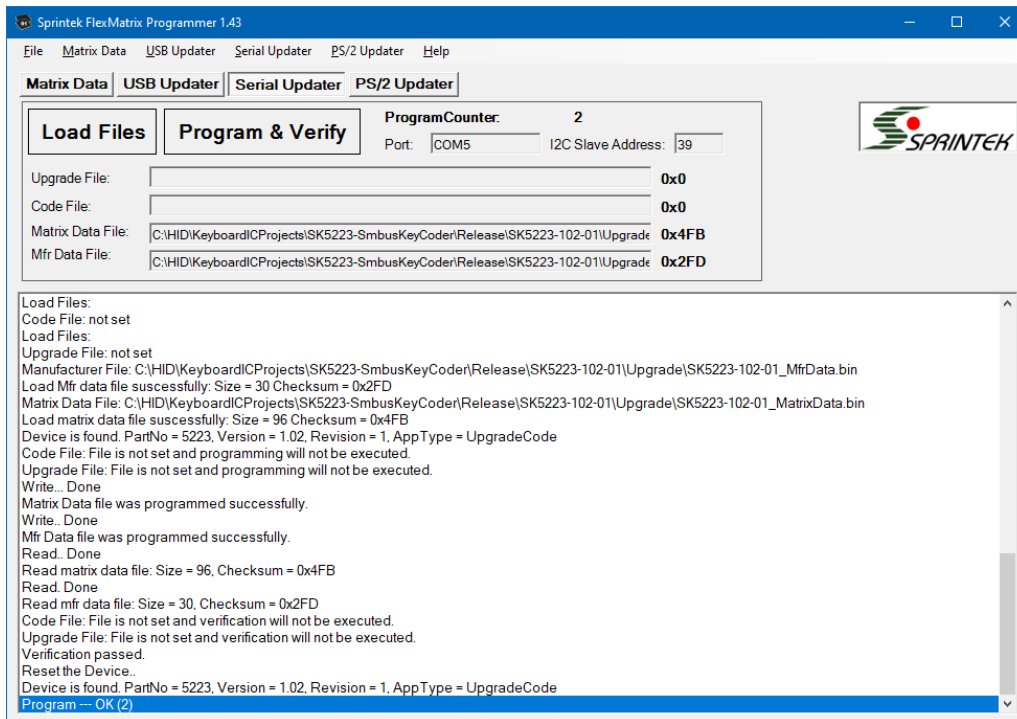 Sprintek FlexMatrix Programmer 1.43
File Matrix Data USB Updater Serial Updater PS/2 Updater Help
Matrix Data USB Updater Serial Updater PS/2 Updater
Load Files Program & Verify ProgramCounter: 2
Port: COM5 I2C Slave Address: 39
SPRINTEK
Upgrade File: 0x0
Code File: 0x0
Matrix Data File: C:\HID\KeyboardICProjects\SK5223-SmbusKeyCoder\Release\SK5223-102-01\Upgrade 0x4FB
Mfr Data File: C:\HID\KeyboardICProjects\SK5223-SmbusKeyCoder\Release\SK5223-102-01\Upgrade 0x2FD
Load Files:
Code File: not set
Load Files:
Upgrade File: not set
Manufacturer File: C:\HID\KeyboardICProjects\SK5223-SmbusKeyCoder\Release\SK5223-102-01\Upgrade\SK5223-102-01_MfrData.bin
Load Mfr data file suscessfully: Size = 30 Checksum = 0x2FD
Matrix Data File: C:\HID\KeyboardICProjects\SK5223-SmbusKeyCoder\Release\SK5223-102-01\Upgrade\SK5223-102-01_MatrixData.bin
Load matrix data file suscessfully: Size = 96 Checksum = 0x4FB
Device is found. PartNo = 5223, Version = 1.02, Revision = 1, AppType = UpgradeCode
Code File: File is not set and programming will not be executed.
Upgrade File: File is not set and programming will not be executed.
Write... Done
Matrix Data file was programmed successfully.
Write.. Done
Mfr Data file was programmed successfully.
Read.. Done
Read matrix data file: Size = 96, Checksum = 0x4FB
Read. Done
Read mfr data file: Size = 30, Checksum = 0x2FD
Code File: File is not set and verification will not be executed.
Upgrade File: File is not set and verification will not be executed.
Verification passed.
Reset the Device..
Device is found. PartNo = 5223, Version = 1.02, Revision = 1, AppType = UpgradeCode
Program --- OK (2)